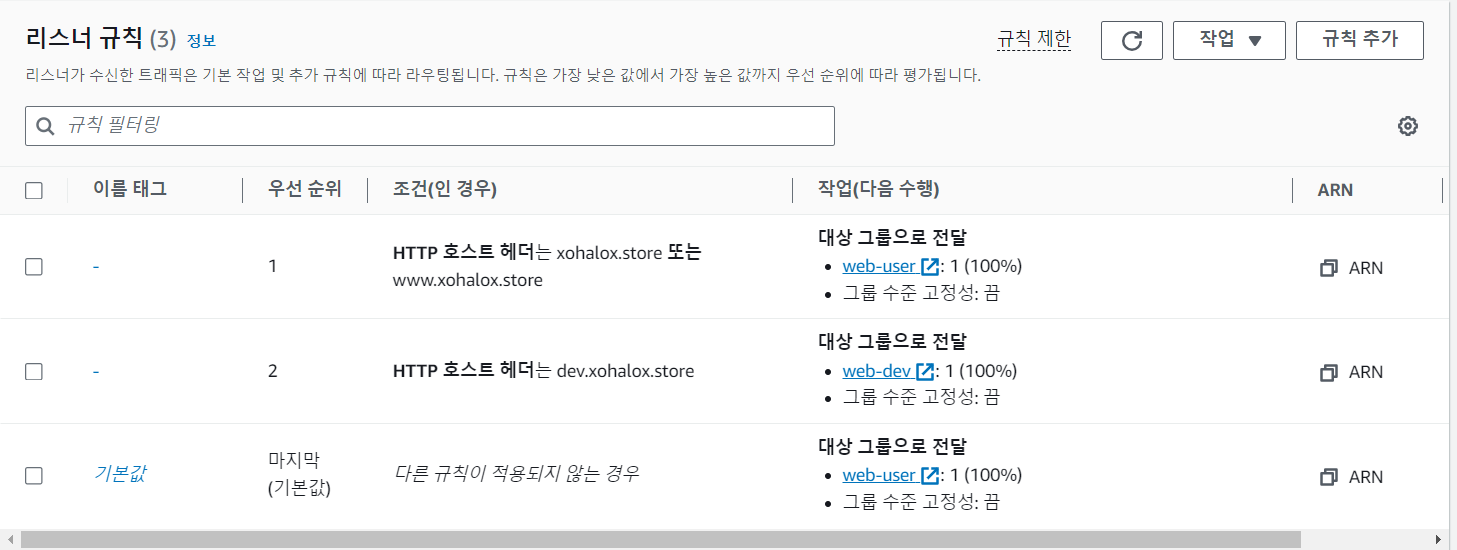 리스너 규칙 (3) 정보
규칙 제한
작업
규칙 추가
리스너가 수신한 트래픽은 기본 작업 및 추가 규칙에 따라 라우팅됩니다. 규칙은 가장 낮은 값에서 가장 높은 값까지 우선 순위에 따라 평가됩니다.
규칙 필터링
이름 태그 우선 순위 조건(인 경우) 작업(다음 수행) ARN
대상 그룹으로 전달
- 1 HTTP 호스트 헤더는 xohalox.store 또는
www.xohalox.store
• web-user : 1 (100%)
• 그룹 수준 고정성: 끔
ARN
대상 그룹으로 전달
- 2 HTTP 호스트 헤더는 dev.xohalox.store
• web-dev : 1 (100%)
• 그룹 수준 고정성: 끔
ARN
기본값
마지막
(기본값)
다른 규칙이 적용되지 않는 경우
대상 그룹으로 전달
• web-user : 1 (100%)
• 그룹 수준 고정성: 끔
ARN